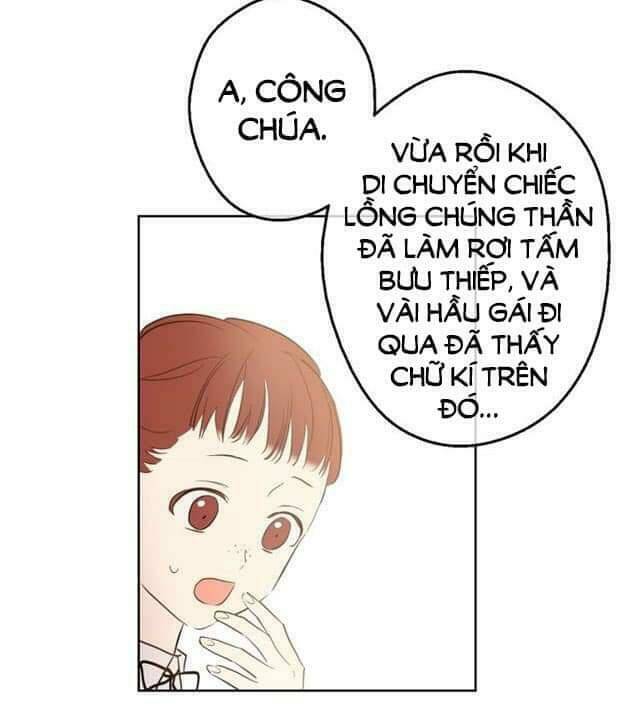 A, CÔNG
CHÚA.
VỪA RỒI KHI
DI CHUYỂN CHIẾC
LỒNG CHÚNG THẦN
ĐÃ LÀM RƠI TẤM
BƯU THIẾP, VÀ
VÀI HẦU GÁI ĐI
QUA ĐÃ THẤY
CHỮ KÍ TRÊN
ĐÓ...